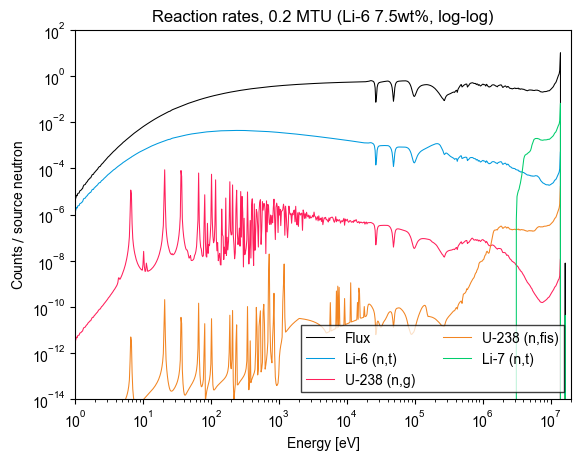 Reaction rates, 0.2 MTU (Li-6 7.5wt%, log-log)
Counts / source neutron
10^2
10^0
10^−2
10^−4
10^−6
10^−8
10^−10
10^−12
10^−14
Flux
Li-6 (n,t)
U-238 (n,g)
U-238 (n,fis)
Li-7 (n,t)
10^0 10^1 10^2 10^3 10^4 10^5 10^6 10^7
Energy [eV]